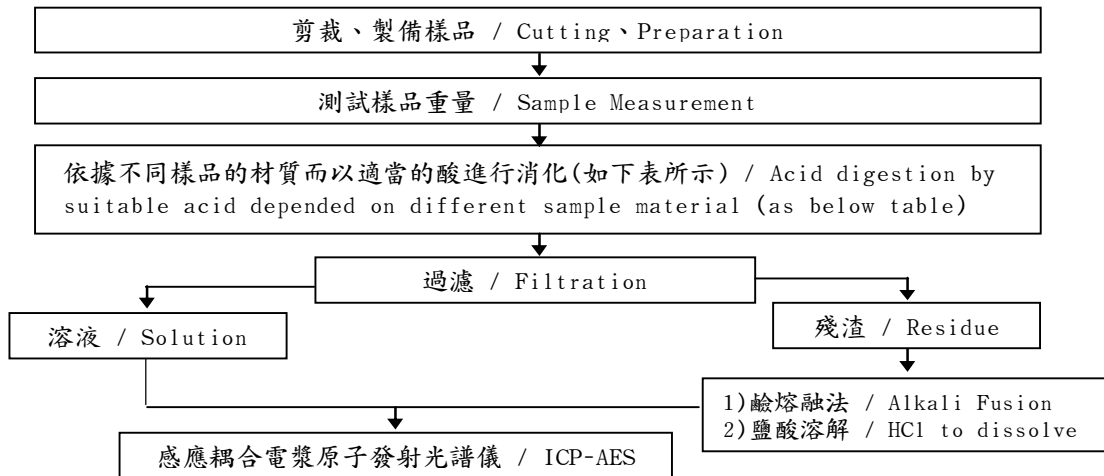 剪裁、製備樣品 / Cutting、Preparation
測試樣品重量 / Sample Measurement
依據不同樣品的材質而以適當的酸進行消化(如下表所示) / Acid digestion by
suitable acid depended on different sample material (as below table)
過濾 / Filtration
溶液 / Solution
殘渣 / Residue
1)鹼熔融法 / Alkali Fusion
2)鹽酸溶解 / HCl to dissolve
感應耦合電漿原子發射光譜儀 / ICP-AES